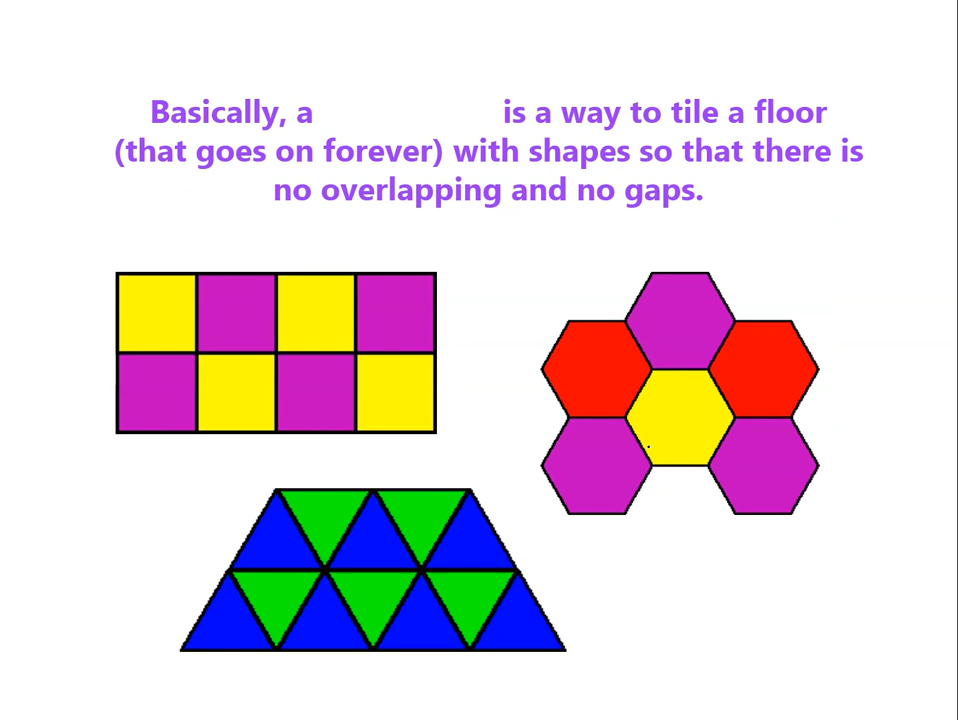 Basically, a is a way to tile a floor
(that goes on forever) with shapes so that there is
no overlapping and no gaps.